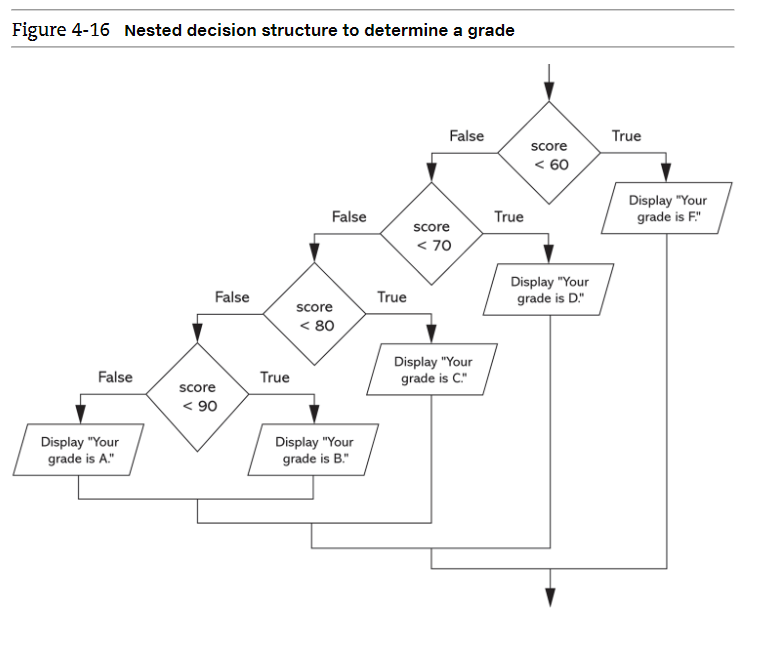 Figure 4-16 Nested decision structure to determine a grade
False
True
score
< 60
Display "Your
grade is F."
False
True
score
< 70
Display "Your
grade is D."
False
True
score
< 80
Display "Your
grade is C."
False
True
score
< 90
Display "Your
grade is A."
Display "Your
grade is B."